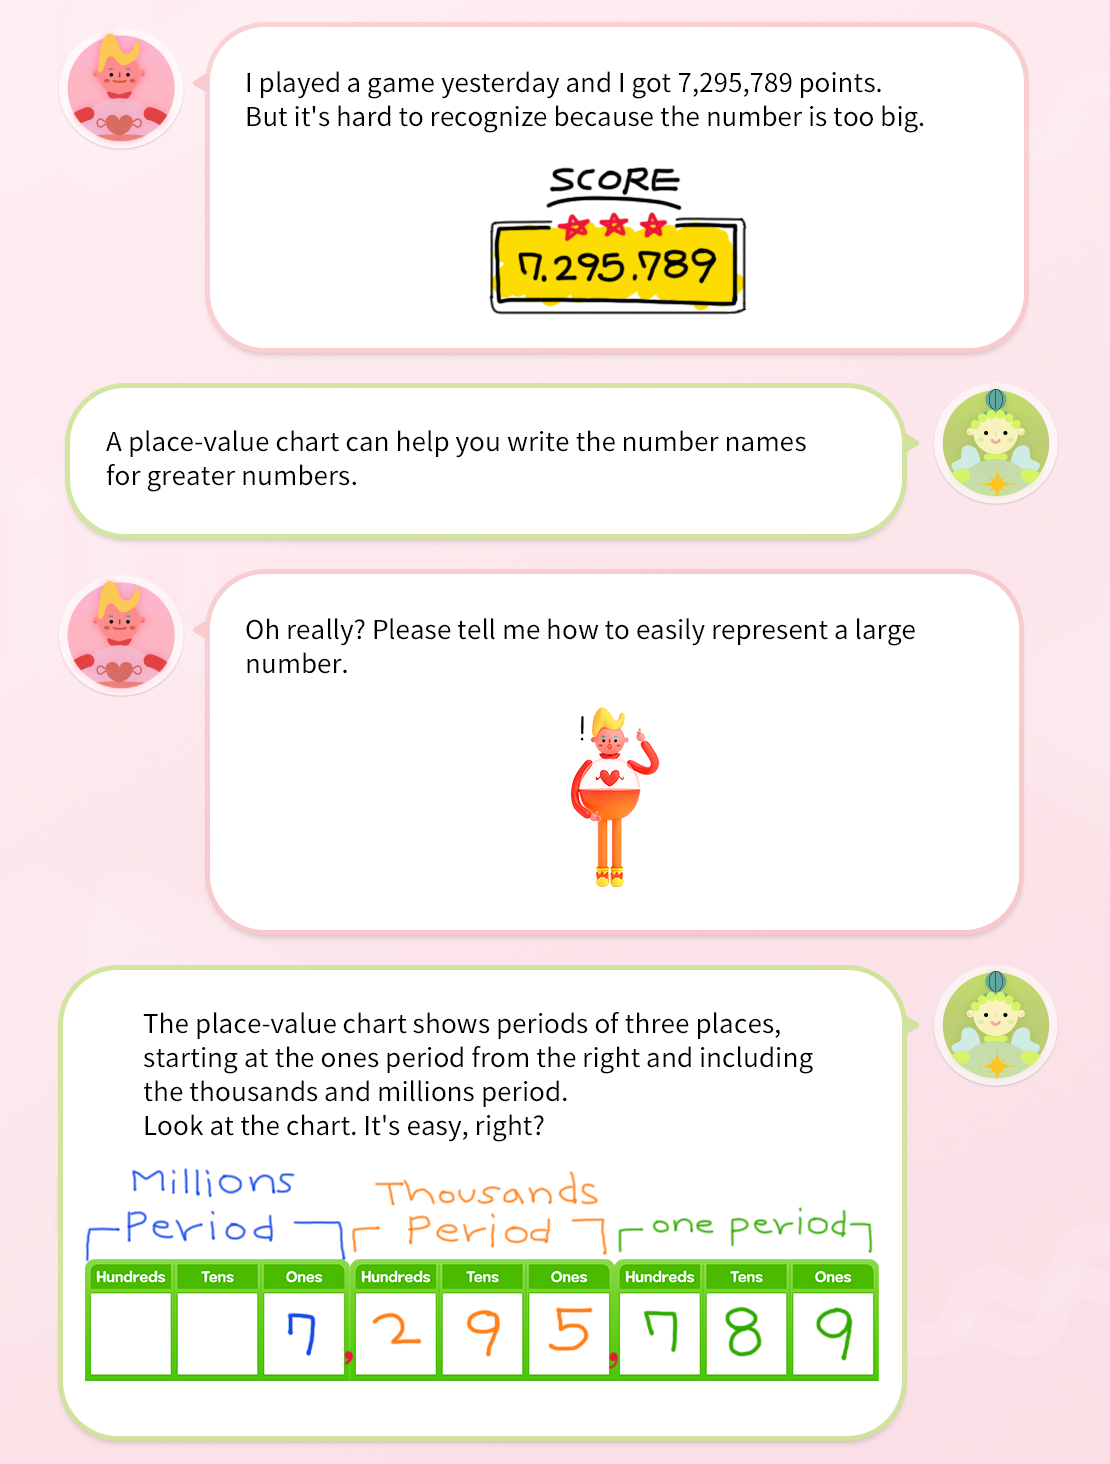 I played a game yesterday and I got 7,295,789 points.
But it's hard to recognize because the number is too big.
SCORE
7.295.789
A place-value chart can help you write the number names
for greater numbers.
Oh really? Please tell me how to easily represent a large
number.
!
The place-value chart shows periods of three places,
starting at the ones period from the right and including
the thousands and millions period.
Look at the chart. It's easy, right?
Millions Period
Thousands Period
one period
Hundreds Tens Ones Hundreds Tens Ones Hundreds Tens Ones
7, 2 9 5, 7 8 9